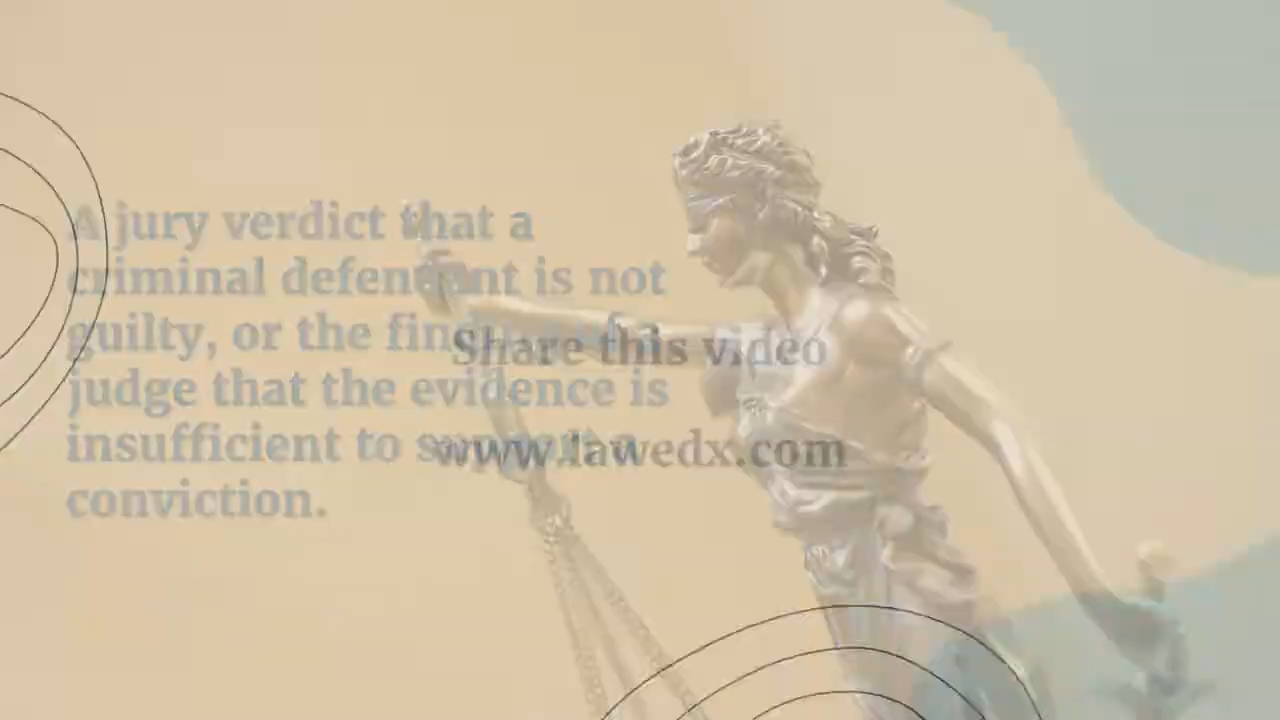 A jury verdict that a
criminal defendant is not
guilty, or the finding of a
judge that the evidence is
insufficient to support a
conviction.
Share this video
www.lawedx.com